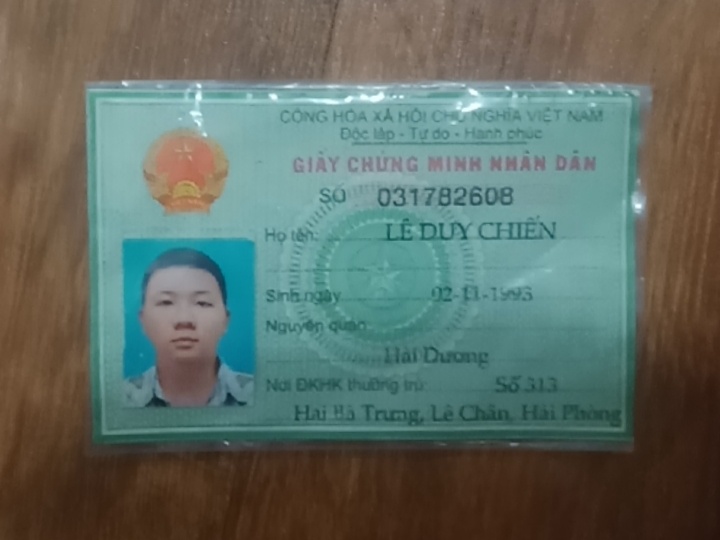 CỘNG HÒA XÃ HỘI CHỦ NGHĨA VIỆT NAM
Độc lập - Tự do - Hạnh phúc
GIẤY CHỨNG MINH NHÂN DÂN
SỐ 031782608
Họ tên: LÊ DUY CHIẾN
Sinh ngày 02-11-1993
Nguyên quán
Hải Dương
Nơi ĐKHK thường trú: Số 313
Hai Bà Trưng, Lê Chân, Hải Phòng